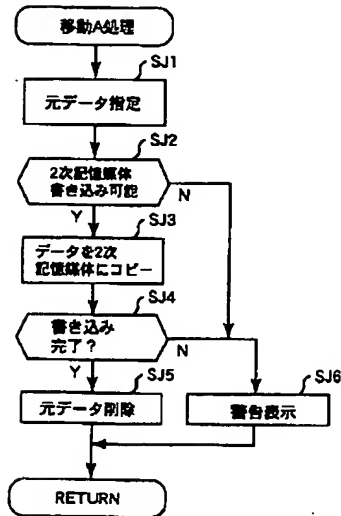 移動A処理
SJ1
元データ指定
SJ2
2次記憶媒体
書き込み可能
N
Y
SJ3
データを2次
記憶媒体にコピー
SJ4
書き込み
完了?
N
Y
SJ5
元データ削除
SJ6
警告表示
RETURN